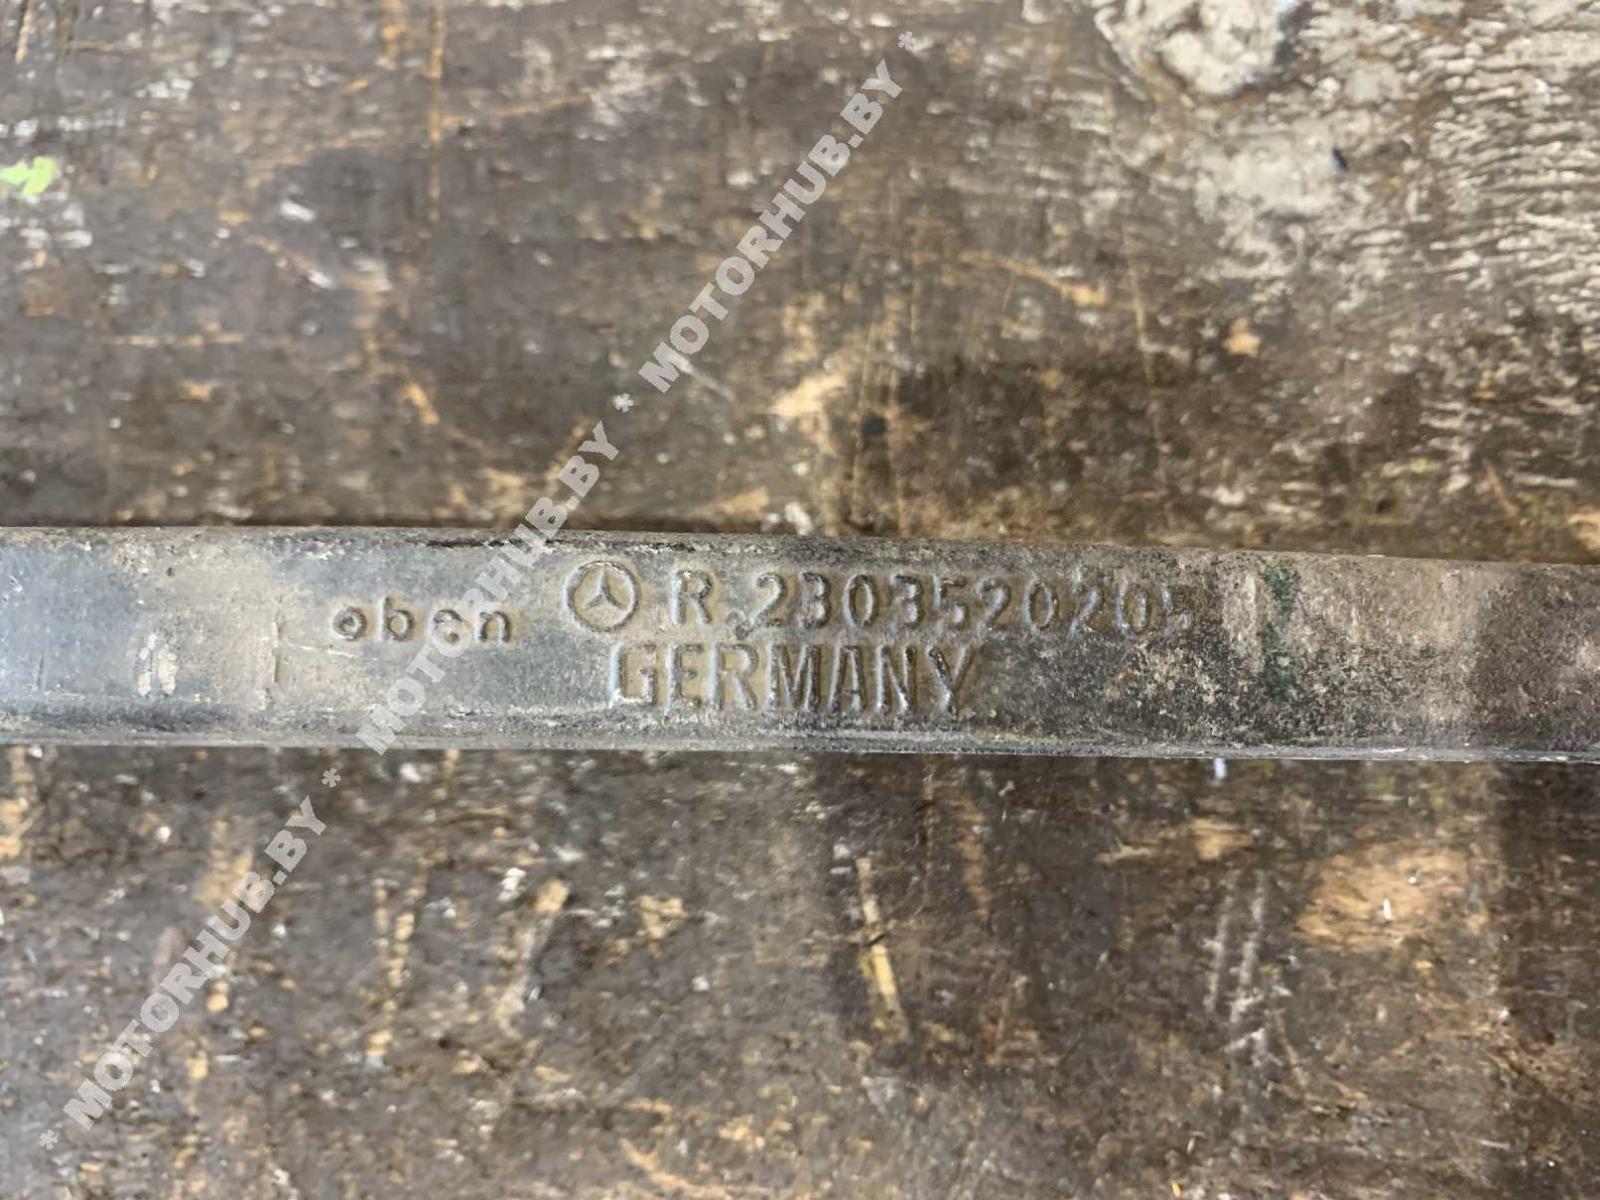 oben R 2303520205
GERMANY
* MOTORHUB.BY * MOTORHUB.BY * MOTORHUB.BY *